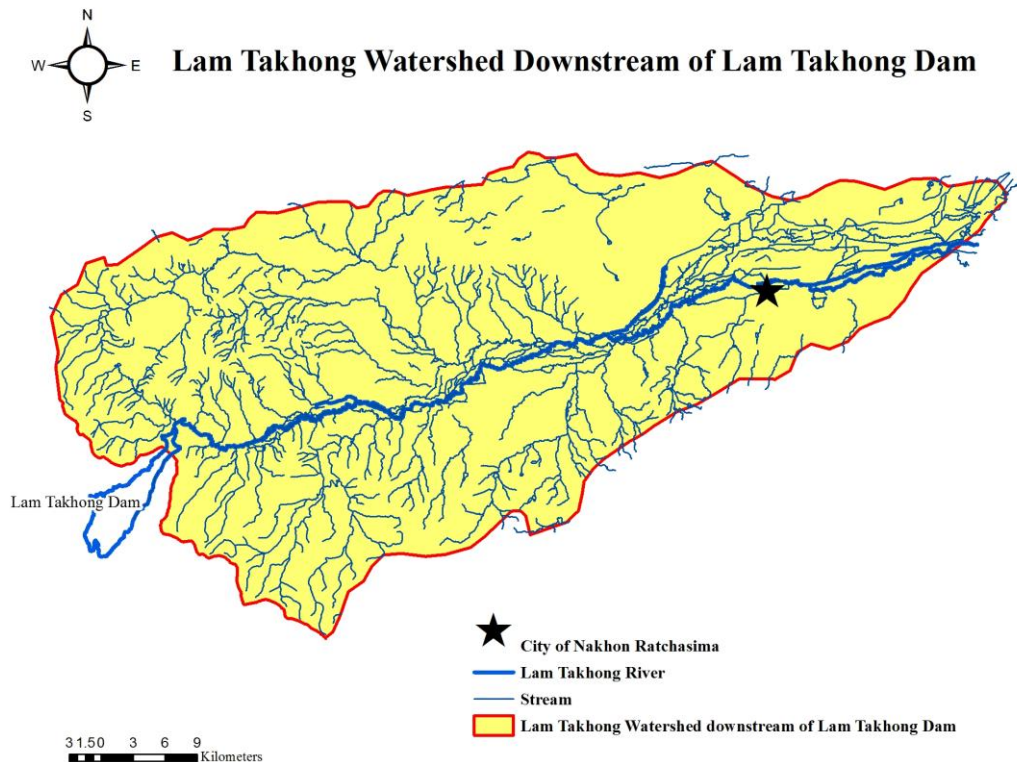 N
W E
S
Lam Takhong Watershed Downstream of Lam Takhong Dam
Lam Takhong Dam
City of Nakhon Ratchasima
Lam Takhong River
Stream
Lam Takhong Watershed downstream of Lam Takhong Dam
3 1.5 0 3 6 9
Kilometers